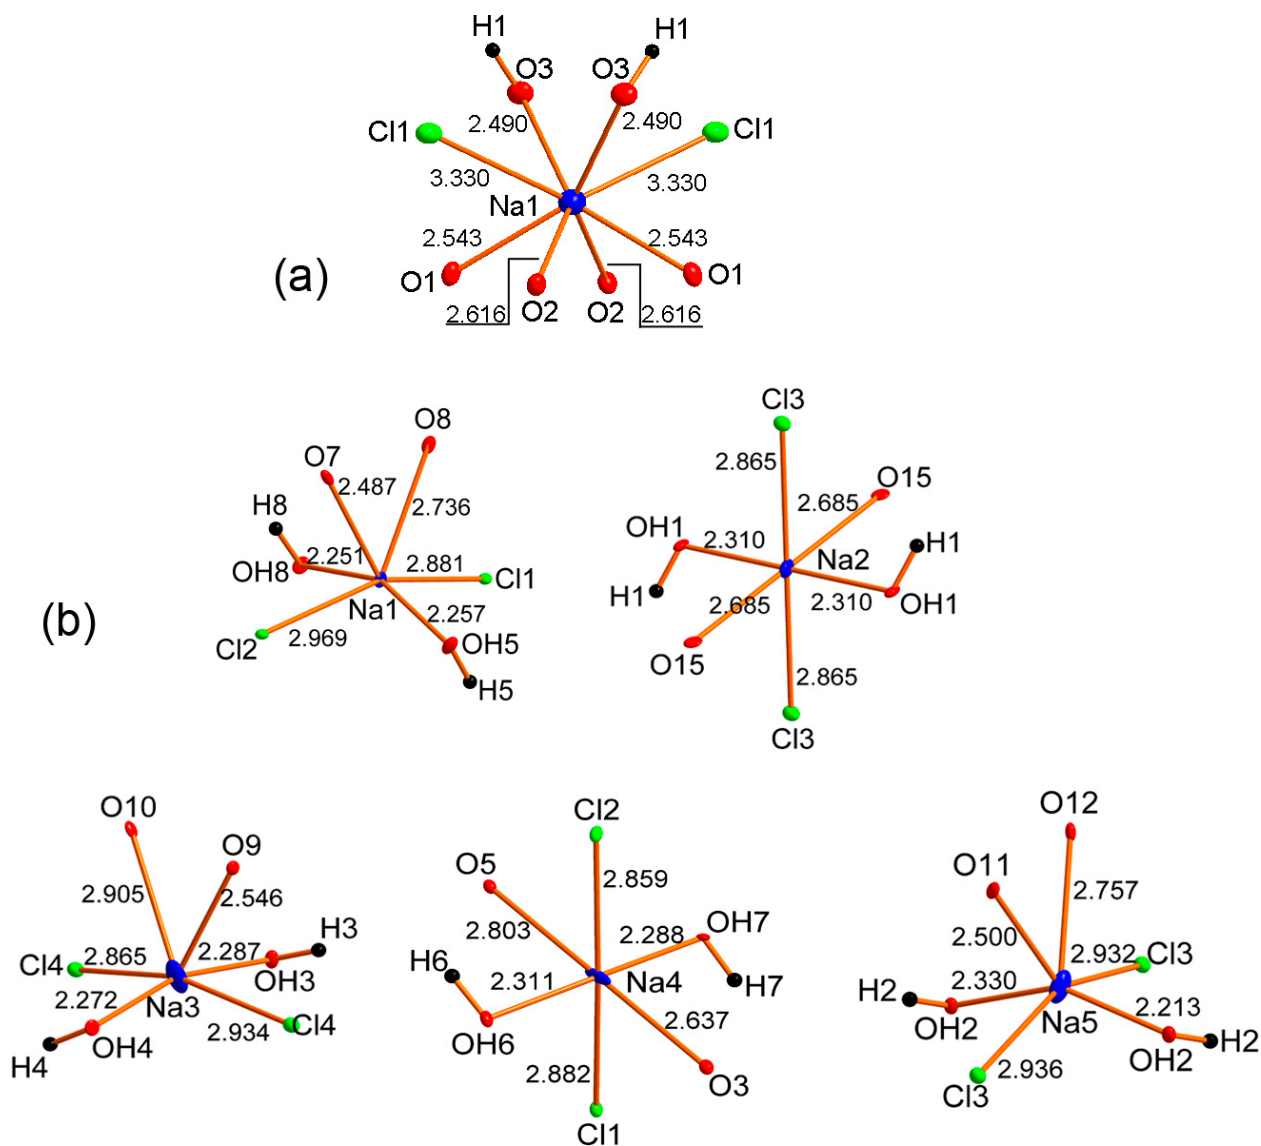 H1 H1
O3 O3
Cl1 2.490 2.490 Cl1
3.330 3.330
Na1
2.543 2.543
(a) O1 O1
2.616 O2 O2 2.616
O8
O7
2.487
H8 2.736
OH8 2.251 2.881 Cl1
Na1
2.257
Cl2 2.969 OH5
H5
Cl3
2.865
O15
2.685
OH1 2.310 H1
Na2
H1 2.685 2.310 OH1
O15
2.865
Cl3
(b)
O10
O9
2.905 2.546
H3
Cl4 2.865 2.287
OH3
2.272 Na3
OH4 2.934 Cl4
H4
Cl2
O5 2.859
2.803 OH7
2.288
H6 2.311 Na4 H7
OH6 2.637
2.882 O3
Cl1
O12
O11
2.757
2.500
2.932 Cl3
H2 2.330
OH2 Na5 2.213
OH2 H2
Cl3 2.936